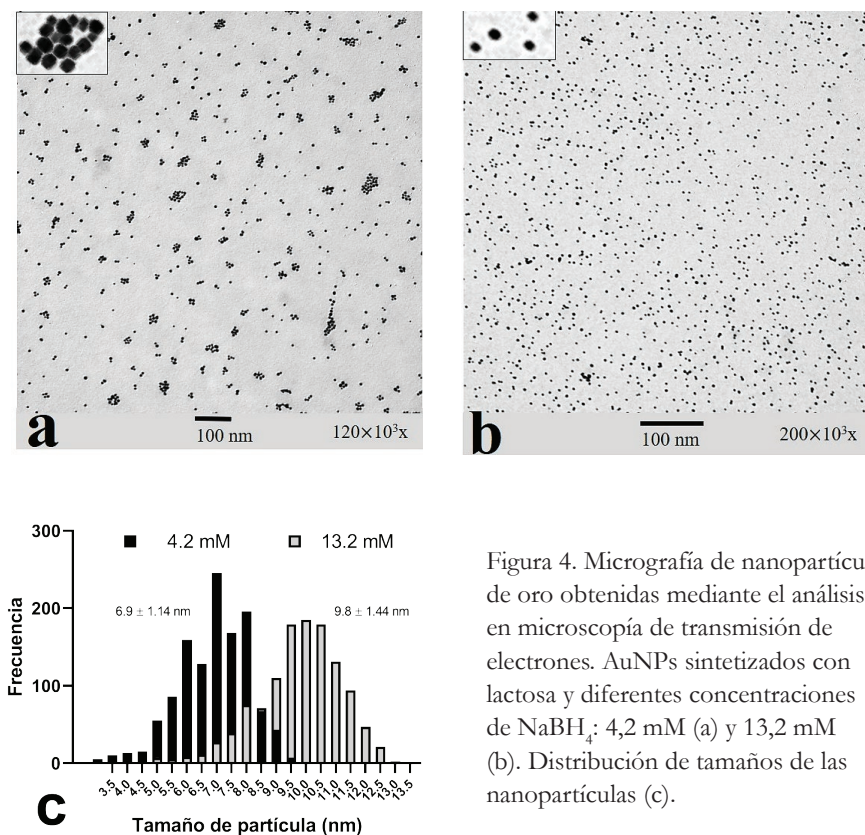 a
100 nm
120×10³x
b
100 nm
200×10³x
300
200
100
0
Frecuencia
4.2 mM
13.2 mM
6.9 ± 1.14 nm
9.8 ± 1.44 nm
3.5 4.0 4.5 5.0 5.5 6.0 6.5 7.0 7.5 8.0 8.5 9.0 9.5 10.0 10.5 11.0 11.5 12.0 12.5 13.0 13.5
c
Tamaño de partícula (nm)
Figura 4. Micrografía de nanopartícu
de oro obtenidas mediante el análisis
en microscopía de transmisión de
electrones. AuNPs sintetizados con
lactosa y diferentes concentraciones
de NaBH₄: 4,2 mM (a) y 13,2 mM
(b). Distribución de tamaños de las
nanopartículas (c).